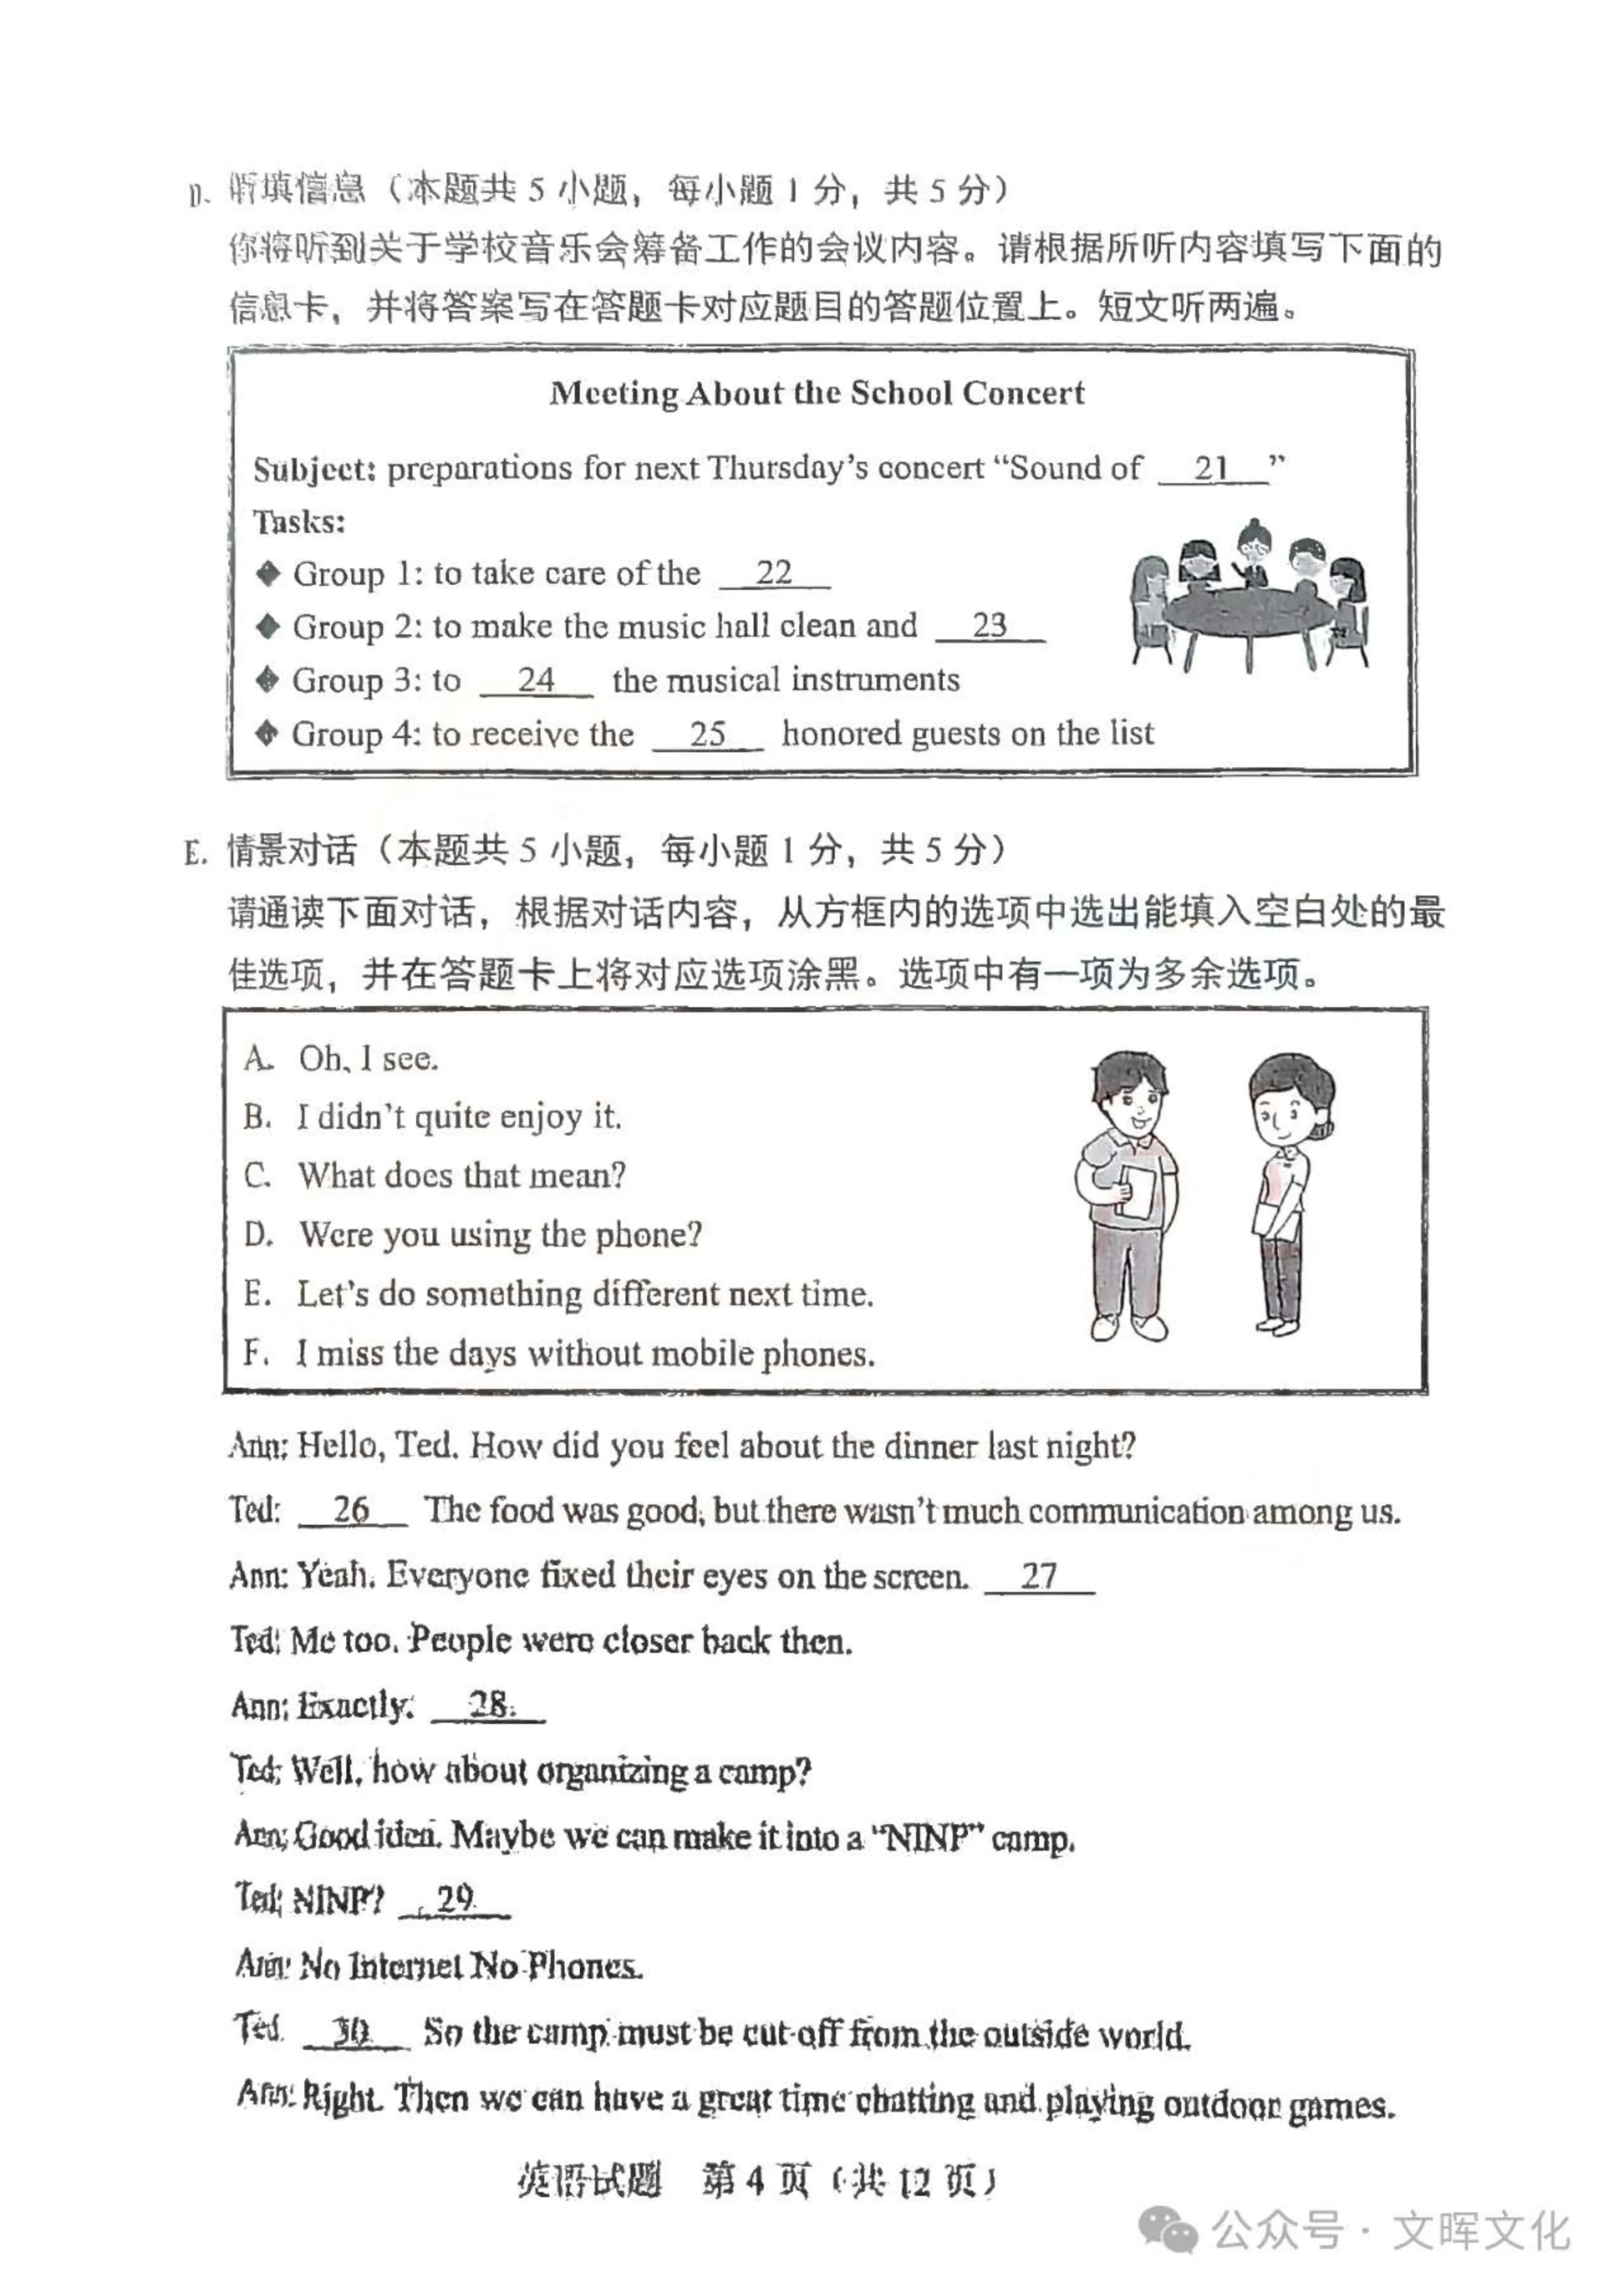 D. 听填信息（本题共 5 小题，每小题 1 分，共 5 分）
你将听到关于学校音乐会筹备工作的会议内容。请根据所听内容填写下面的
信息卡，并将答案写在答题卡对应题目的答题位置上。短文听两遍。
Meeting About the School Concert
Subject: preparations for next Thursday's concert “Sound of 21 ”
Tasks:
◆ Group 1: to take care of the 22
◆ Group 2: to make the music hall clean and 23
◆ Group 3: to 24 the musical instruments
◆ Group 4: to receive the 25 honored guests on the list
E. 情景对话（本题共 5 小题，每小题 1 分，共 5 分）
请通读下面对话，根据对话内容，从方框内的选项中选出能填入空白处的最
佳选项，并在答题卡上将对应选项涂黑。选项中有一项为多余选项。
A. Oh, I see.
B. I didn't quite enjoy it.
C. What does that mean?
D. Were you using the phone?
E. Let's do something different next time.
F. I miss the days without mobile phones.
Ann: Hello, Ted. How did you feel about the dinner last night?
Ted: 26 The food was good, but there wasn't much communication among us.
Ann: Yeah. Everyone fixed their eyes on the screen. 27
Ted: Me too. People were closer back then.
Ann: Exactly. 28
Ted: Well, how about organizing a camp?
Ann: Good idea. Maybe we can make it into a “NINP” camp.
Ted: NINP? 29
Ann: No Internet No Phones.
Ted: 30 So the camp must be cut off from the outside world.
Ann: Right. Then we can have a great time chatting and playing outdoor games.
英语试题 第 4 页（共 12 页）
公众号 · 文晖文化